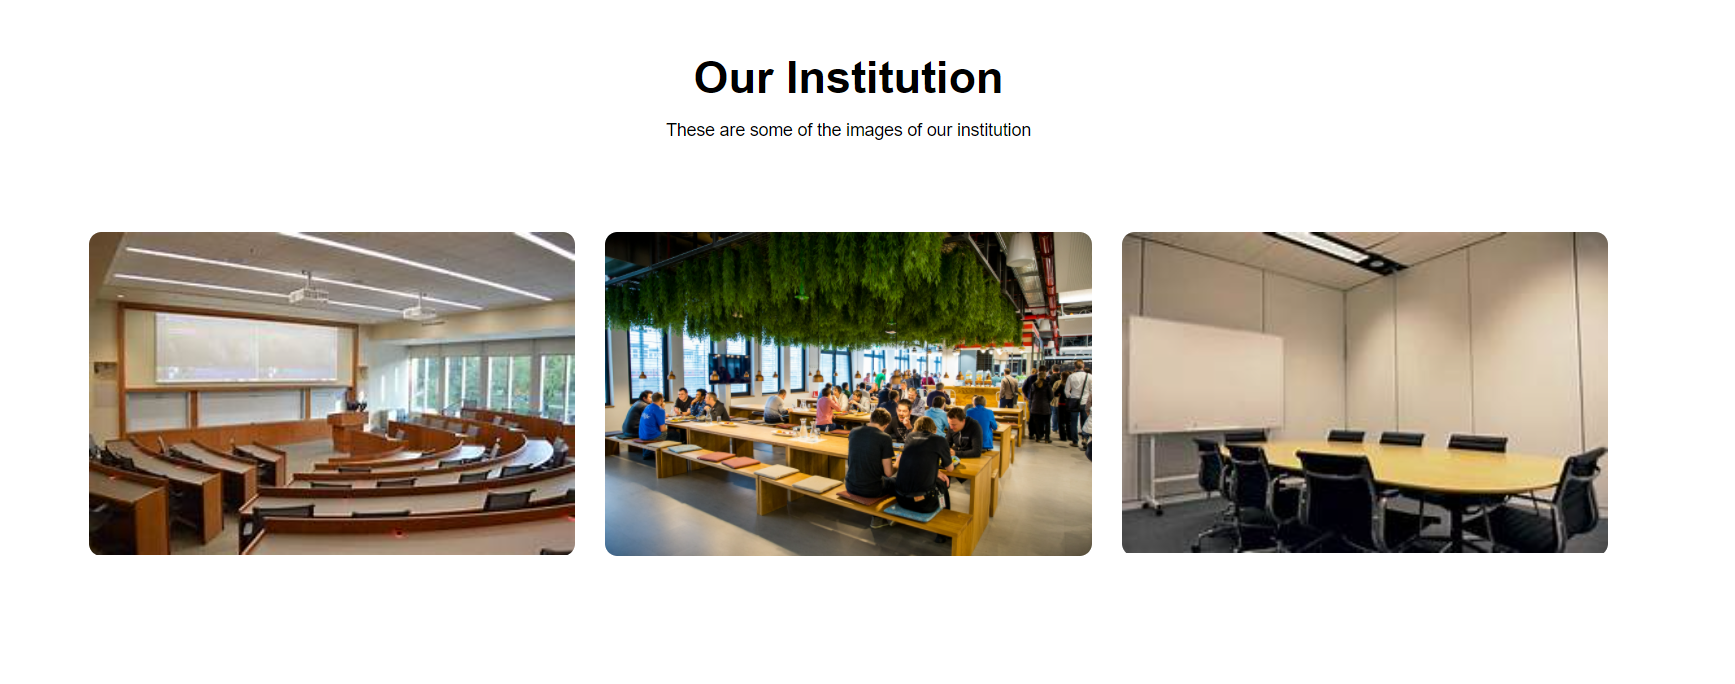 Our Institution
These are some of the images of our institution